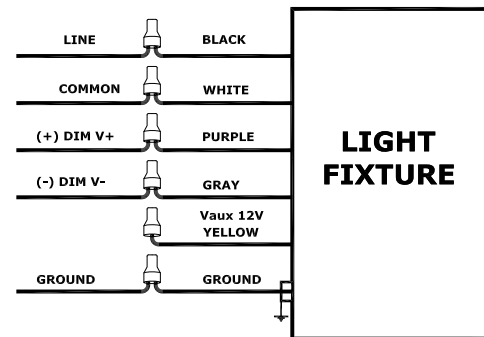 LINE BLACK
COMMON WHITE
(+) DIM V+ PURPLE
(-) DIM V- GRAY
Vaux 12V
YELLOW
GROUND GROUND
LIGHT
FIXTURE